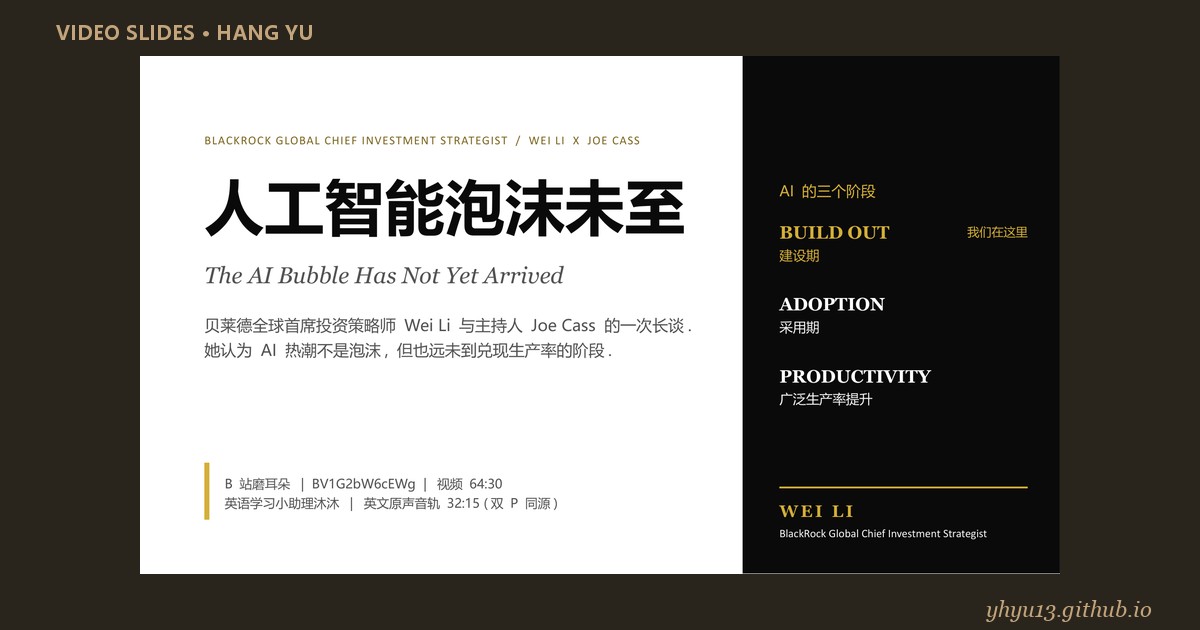 VIDEO SLIDES • HANG YU
BLACKROCK GLOBAL CHIEF INVESTMENT STRATEGIST / WEI LI X JOE CASS
人工智能泡沫未至
The AI Bubble Has Not Yet Arrived
贝莱德全球首席投资策略师 Wei Li 与主持人 Joe Cass 的一次长谈.
她认为 AI 热潮不是泡沫, 但也远未到兑现生产率的阶段.
B 站磨耳朵 | BV1G2bW6cEWg | 视频 64:30
英语学习小助理沐沐 | 英文原声音轨 32:15 (双 P 同源)
AI 的三个阶段
BUILD OUT 我们在这里
建设期
ADOPTION
采用期
PRODUCTIVITY
广泛生产率提升
WEI LI
BlackRock Global Chief Investment Strategist
yhyu13.github.io